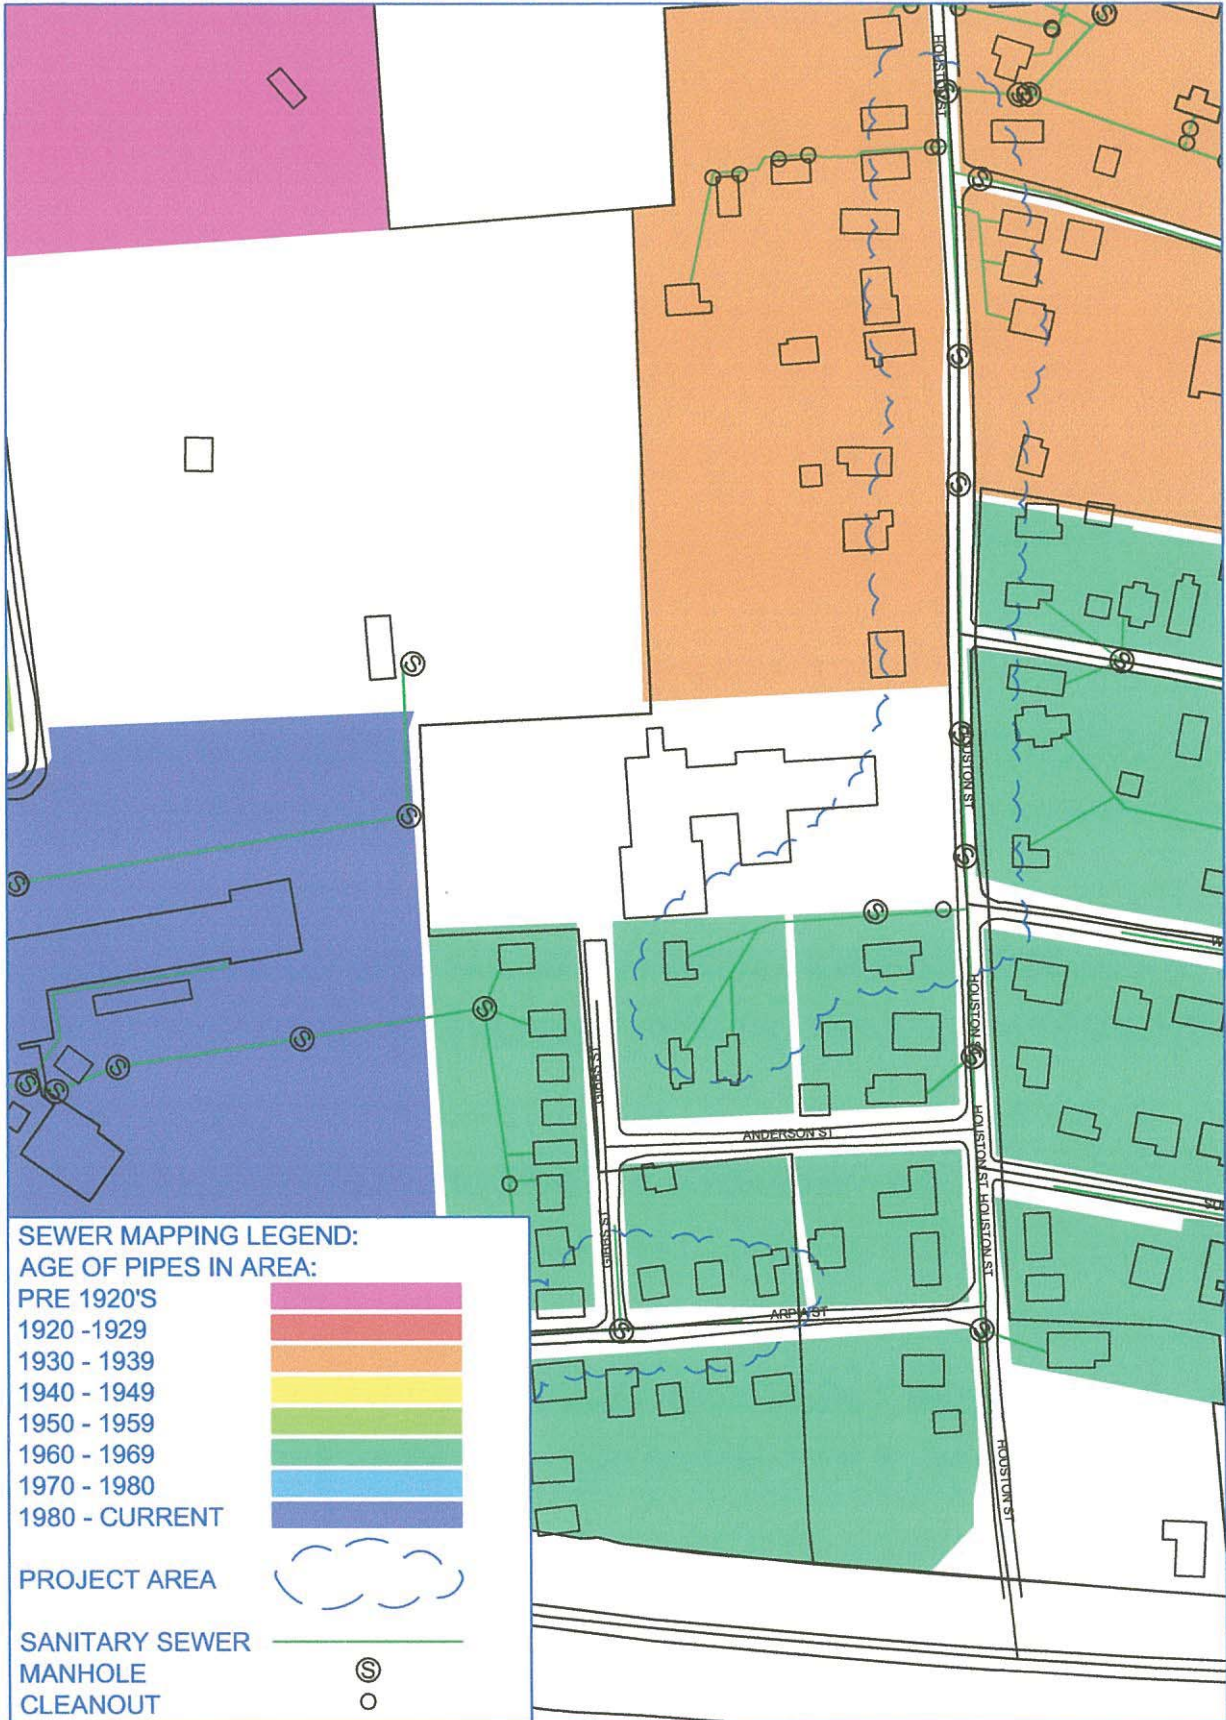 HOUSTON ST
HOUSTON ST
HOUSTON ST
GIBBS ST
ANDERSON ST
HOUSTON ST
HOUSTON ST
GIBBS ST
ARPIA ST
HOUSTON ST
SEWER MAPPING LEGEND:
AGE OF PIPES IN AREA:
PRE 1920'S
1920 -1929
1930 - 1939
1940 - 1949
1950 - 1959
1960 - 1969
1970 - 1980
1980 - CURRENT
PROJECT AREA
SANITARY SEWER
MANHOLE
CLEANOUT